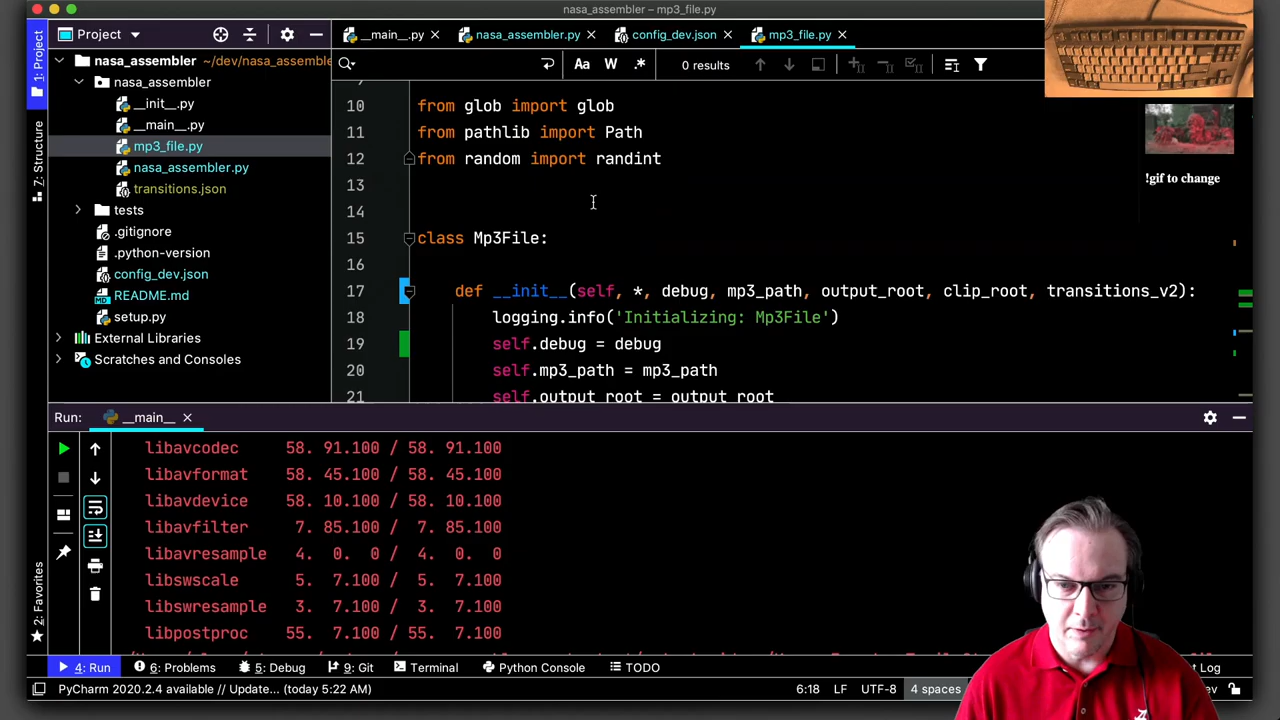 nasa_assembler – mp3_file.py
Project
__main__.py
nasa_assembler.py
config_dev.json
mp3_file.py
1: Project
7: Structure
2: Favorites
nasa_assembler ~/dev/nasa_assemble
nasa_assembler
__init__.py
__main__.py
mp3_file.py
nasa_assembler.py
transitions.json
tests
.gitignore
.python-version
config_dev.json
README.md
setup.py
External Libraries
Scratches and Consoles
Aa W .* 0 results
10 from glob import glob
11 from pathlib import Path
12 from random import randint
13
14
15 class Mp3File:
16
17 def __init__(self, *, debug, mp3_path, output_root, clip_root, transitions_v2):
18 logging.info('Initializing: Mp3File')
19 self.debug = debug
20 self.mp3_path = mp3_path
21 self.output_root = output_root
!gif to change
Run: __main__
libavcodec 58. 91.100 / 58. 91.100
libavformat 58. 45.100 / 58. 45.100
libavdevice 58. 10.100 / 58. 10.100
libavfilter 7. 85.100 / 7. 85.100
libavresample 4. 0. 0 / 4. 0. 0
libswscale 5. 7.100 / 5. 7.100
libswresample 3. 7.100 / 3. 7.100
libpostproc 55. 7.100 / 55. 7.100
4: Run
6: Problems
5: Debug
9: Git
Terminal
Python Console
TODO
t Log
PyCharm 2020.2.4 available // Update... (today 5:22 AM)
6:18 LF UTF-8 4 spaces
ev